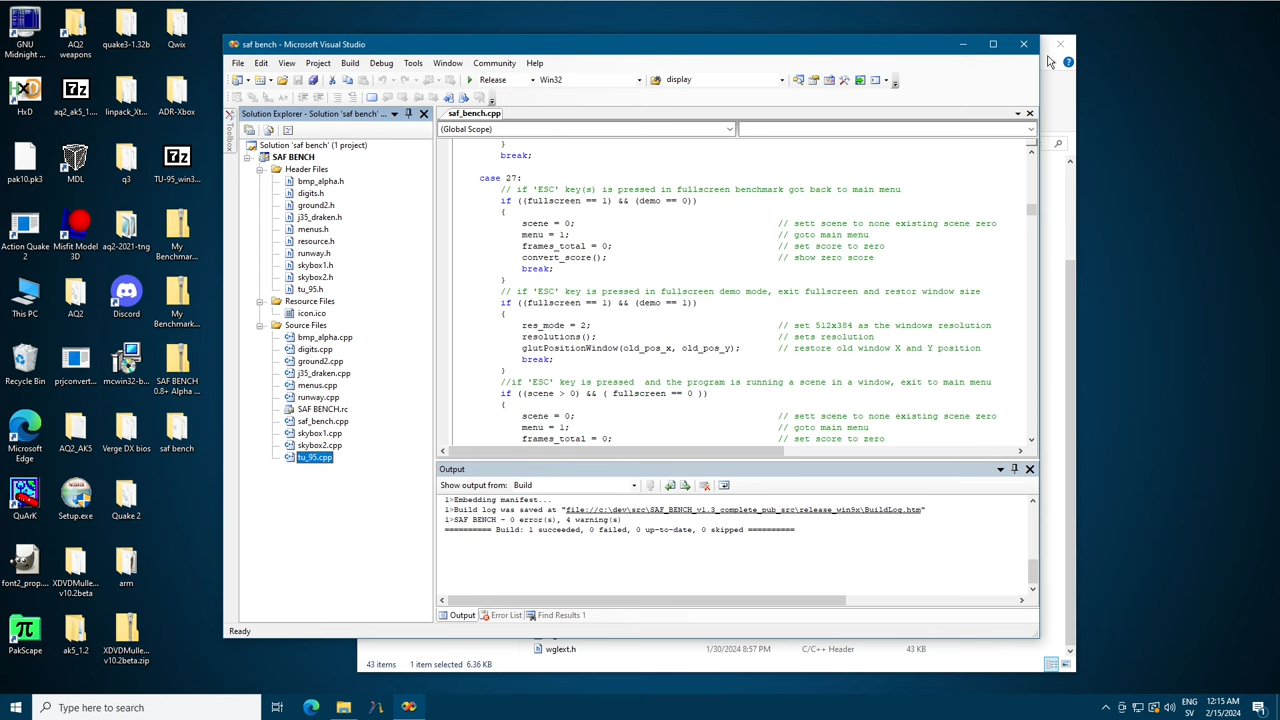 GNU Midnight ...
AQ2 weapons
quake3-1.32b
Qwix
HxD
aq2_ak5_1....
linpack_Xt...
ADR-Xbox
pak10.pk3
MDL
q3
TU-95_win3...
Action Quake 2
Misfit Model 3D
aq2-2021-tng
My Benchmar...
This PC
AQ2
Discord
My Benchmar...
Recycle Bin
prjconvert...
mcwin32-b...
SAF BENCH 0.8+ Alpha ...
Microsoft Edge
AQ2_AK5
Verge DX bios
saf bench
QuArK
Setup.exe
Quake 2
font2_prop....
XDVDMulle... v10.2beta
arm
PakScape
ak5_1.2
XDVDMulle... v10.2beta.zip
saf bench - Microsoft Visual Studio
File Edit View Project Build Debug Tools Window Community Help
Release Win32 display
Solution Explorer - Solution 'saf bench' ...
Toolbox
Solution 'saf bench' (1 project)
SAF BENCH
Header Files
bmp_alpha.h
digits.h
ground2.h
j35_draken.h
menus.h
resource.h
runway.h
skybox1.h
skybox2.h
tu_95.h
Resource Files
icon.ico
Source Files
bmp_alpha.cpp
digits.cpp
ground2.cpp
j35_draken.cpp
menus.cpp
runway.cpp
SAF BENCH.rc
saf_bench.cpp
skybox1.cpp
skybox2.cpp
tu_95.cpp
saf_bench.cpp
(Global Scope)
}
break;
case 27:
// if 'ESC' key(s) is pressed in fullscreen benchmark got back to main menu
if ((fullscreen == 1) && (demo == 0))
{
scene = 0; // sett scene to none existing scene zero
menu = 1; // goto main menu
frames_total = 0; // set score to zero
convert_score(); // show zero score
break;
}
// if 'ESC' key is pressed in fullscreen demo mode, exit fullscreen and restor window size
if ((fullscreen == 1) && (demo == 1))
{
res_mode = 2; // set 512x384 as the windows resolution
resolutions(); // sets resolution
glutPositionWindow(old_pos_x, old_pos_y); // restore old window X and Y position
break;
}
//if 'ESC' key is pressed and the program is running a scene in a window, exit to main menu
if ((scene > 0) && ( fullscreen == 0 ))
{
scene = 0; // sett scene to none existing scene zero
menu = 1; // goto main menu
frames_total = 0; // set score to zero
Output
Show output from: Build
1>Embedding manifest...
1>Build log was saved at "file://c:\dev\src\SAF_BENCH_v1.3_complete_pub_src\release_win9x\BuildLog.htm"
1>SAF BENCH - 0 error(s), 4 warning(s)
========== Build: 1 succeeded, 0 failed, 0 up-to-date, 0 skipped ==========
Output Error List Find Results 1
Ready
wglext.h 1/30/2024 8:57 PM C/C++ Header 43 KB
43 items 1 item selected 6.36 KB
Type here to search
ENG
SV
12:15 AM
2/15/2024
1